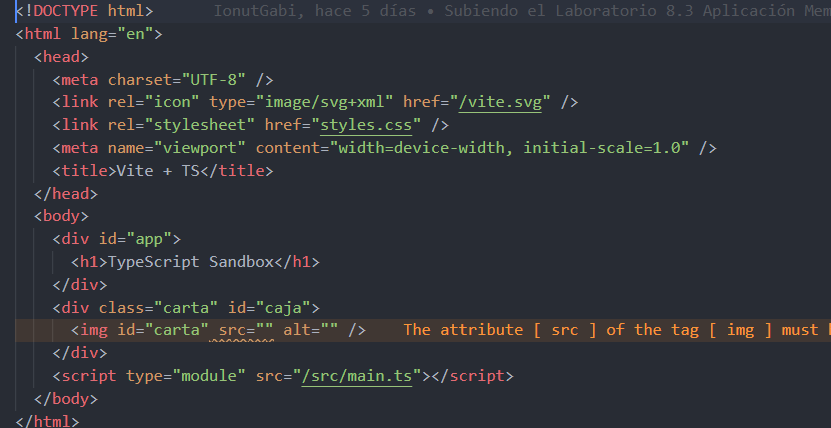 <!DOCTYPE html> IonutGabi, hace 5 días • Subiendo el Laboratorio 8.3 Aplicación Mem
<html lang="en">
<head>
<meta charset="UTF-8" />
<link rel="icon" type="image/svg+xml" href="/vite.svg" />
<link rel="stylesheet" href="styles.css" />
<meta name="viewport" content="width=device-width, initial-scale=1.0" />
<title>Vite + TS</title>
</head>
<body>
<div id="app">
<h1>TypeScript Sandbox</h1>
</div>
<div class="carta" id="caja">
<img id="carta" src="" alt="" /> The attribute [ src ] of the tag [ img ] must
</div>
<script type="module" src="/src/main.ts"></script>
</body>
</html>